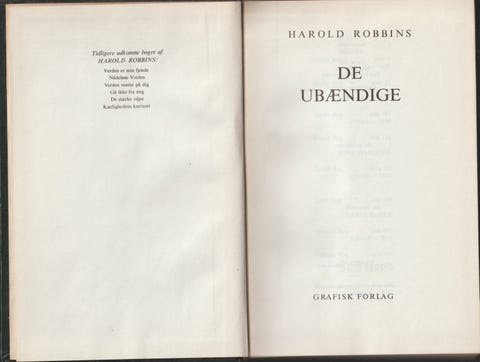 Tidligere udkomne bøger af
HAROLD ROBBINS:
Verden er min fjende
Nådeløse Verden
Verden venter på dig
Gå ikke fra mig
De stærke viljer
Kærlighedens karrusel
HAROLD ROBBINS
DE
UBÆNDIGE
GRAFISK FORLAG